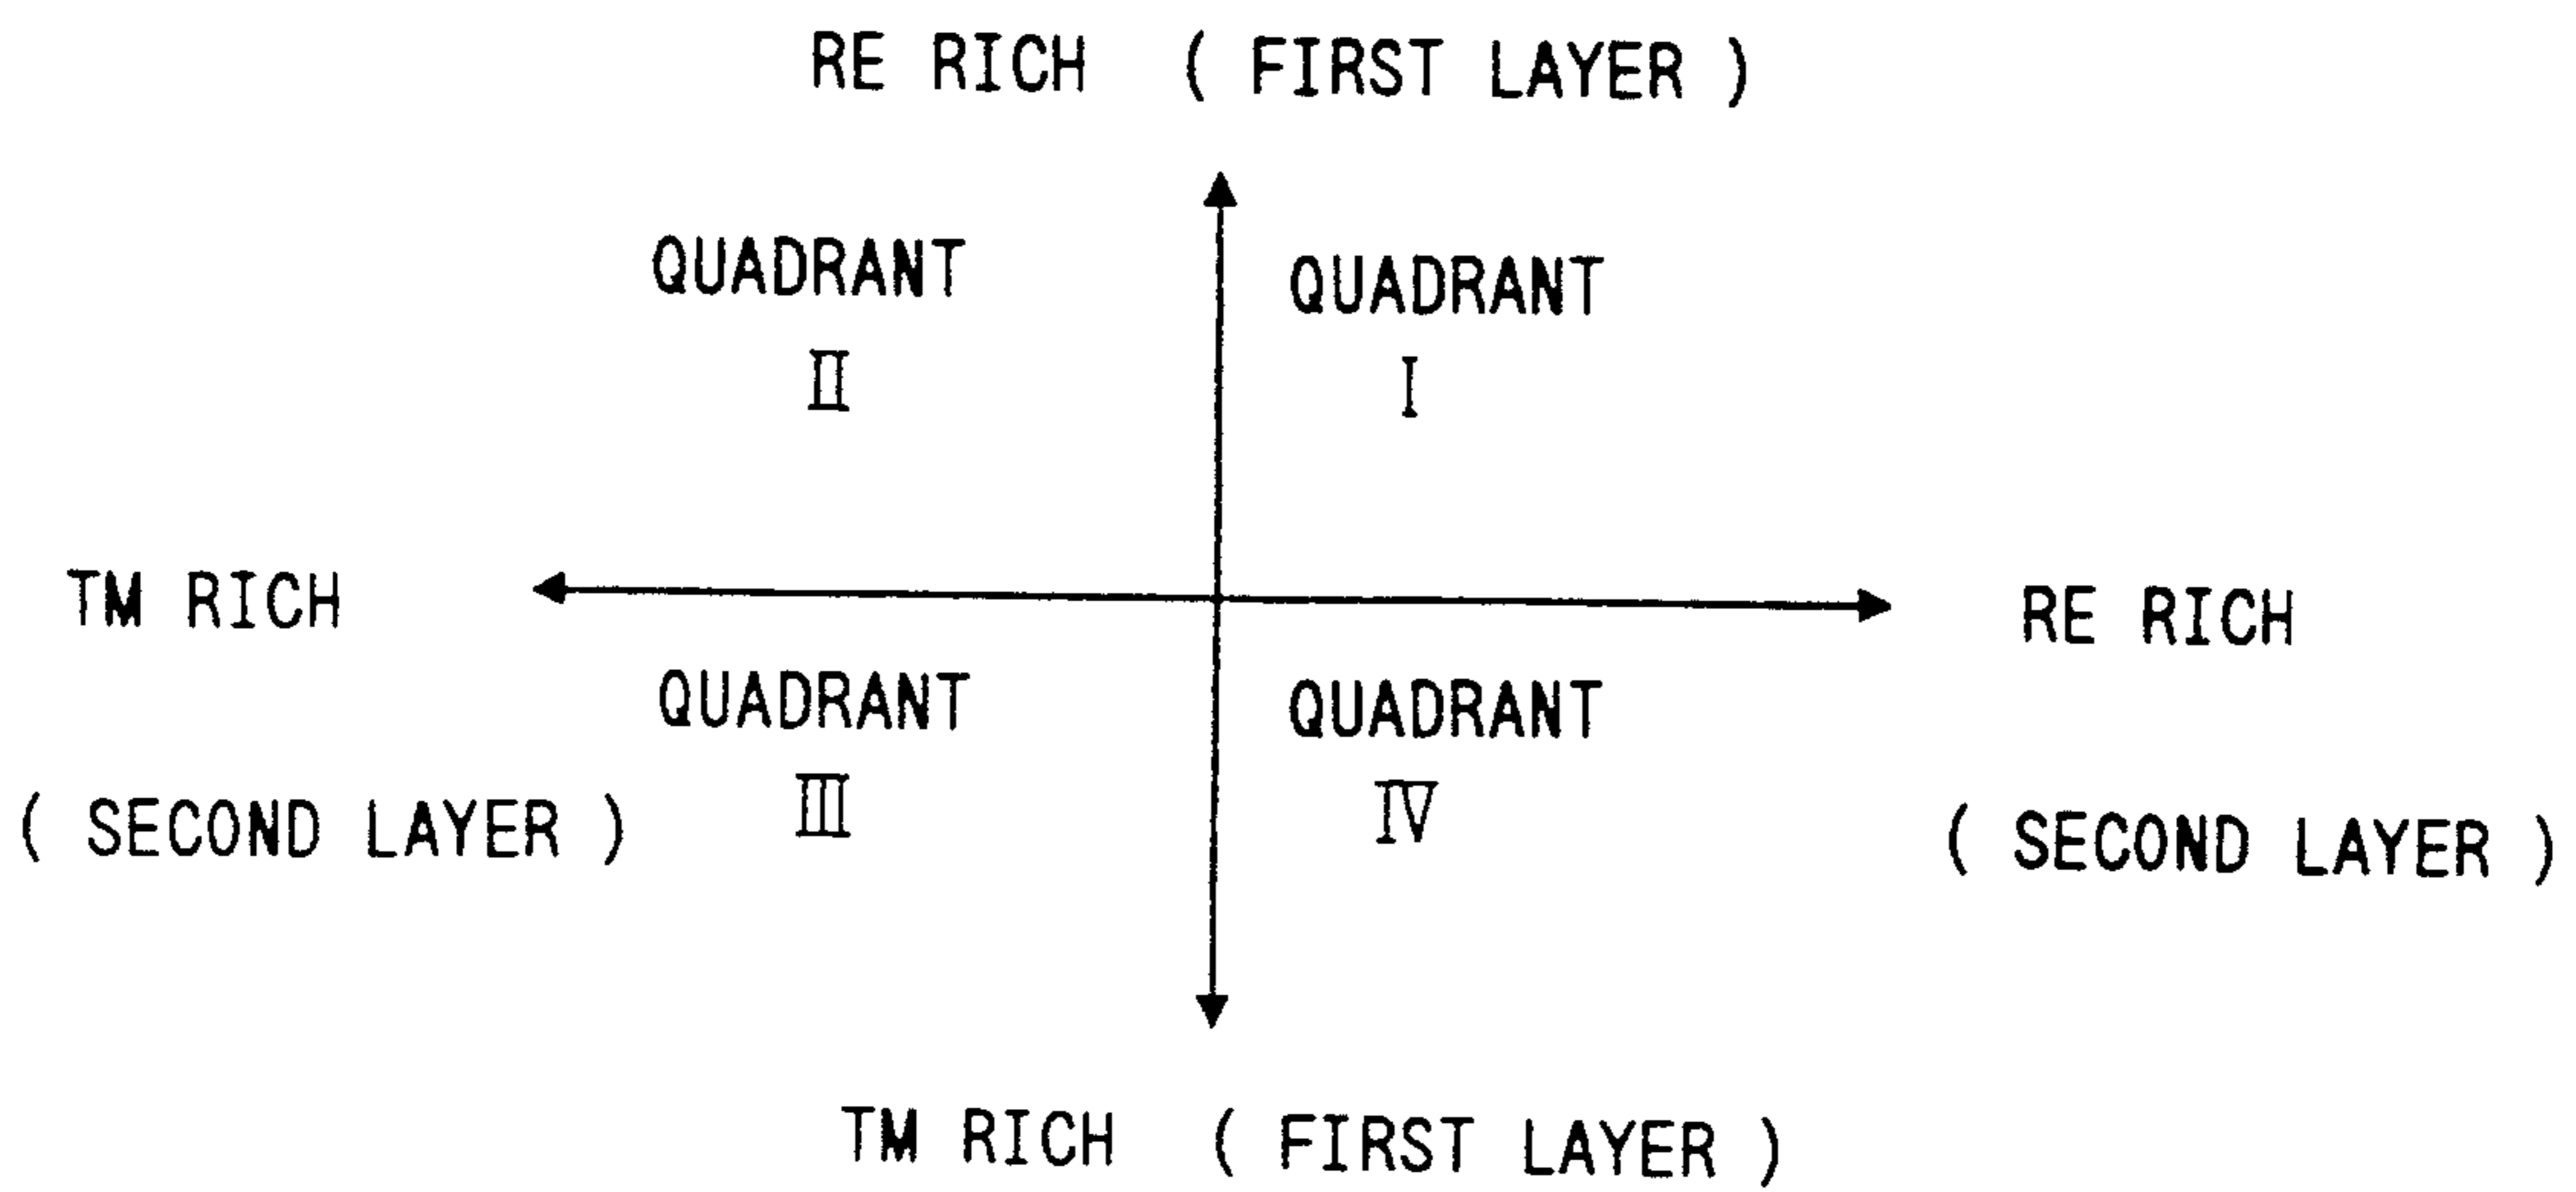 RE RICH ( FIRST LAYER )
QUADRANT
II
QUADRANT
I
TM RICH
( SECOND LAYER )
RE RICH
( SECOND LAYER )
QUADRANT
III
QUADRANT
IV
TM RICH ( FIRST LAYER )